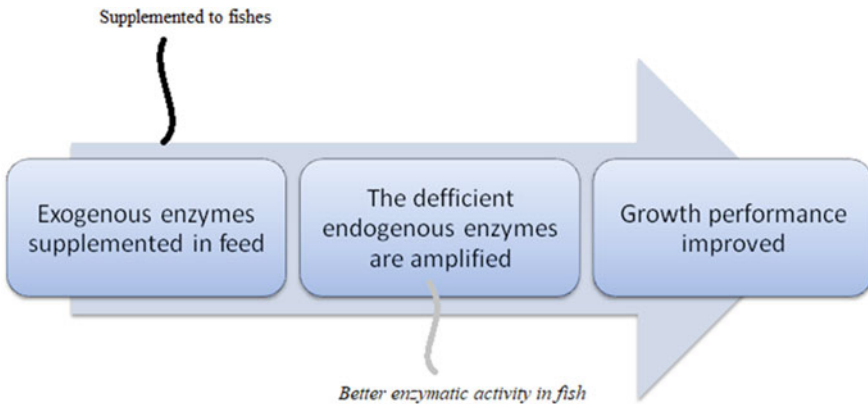 Supplemented to fishes
Exogenous enzymes
supplemented in feed
The defficient
endogenous enzymes
are amplified
Growth performance
improved
Better enzymatic activity in fish